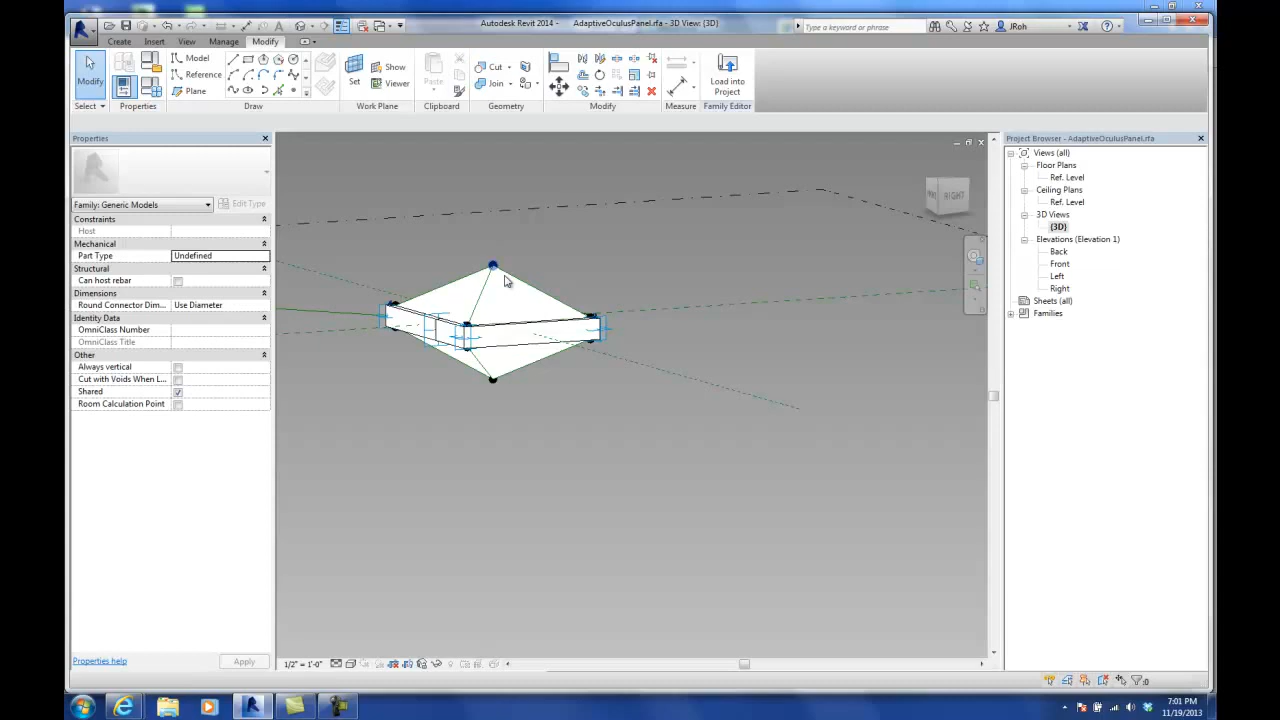 Autodesk Revit 2014 - AdaptiveOculusPanel.rfa - 3D View: {3D}
Type a keyword or phrase
JRoh
Create Insert View Manage Modify
Modify
Model
Reference
Plane
Set
Show
Viewer
Paste
Cut
Join
Load into
Project
Select
Properties
Draw
Work Plane
Clipboard
Geometry
Modify
Measure
Family Editor
Properties
Family: Generic Models
Edit Type
Constraints
Host
Mechanical
Part Type Undefined
Structural
Can host rebar
Dimensions
Round Connector Dim... Use Diameter
Identity Data
OmniClass Number
OmniClass Title
Other
Always vertical
Cut with Voids When L...
Shared
Room Calculation Point
Properties help
Apply
RIGHT
Project Browser - AdaptiveOculusPanel.rfa
Views (all)
Floor Plans
Ref. Level
Ceiling Plans
Ref. Level
3D Views
{3D}
Elevations (Elevation 1)
Back
Front
Left
Right
Sheets (all)
Families
1/2" = 1'-0"
:0
7:01 PM
11/19/2013